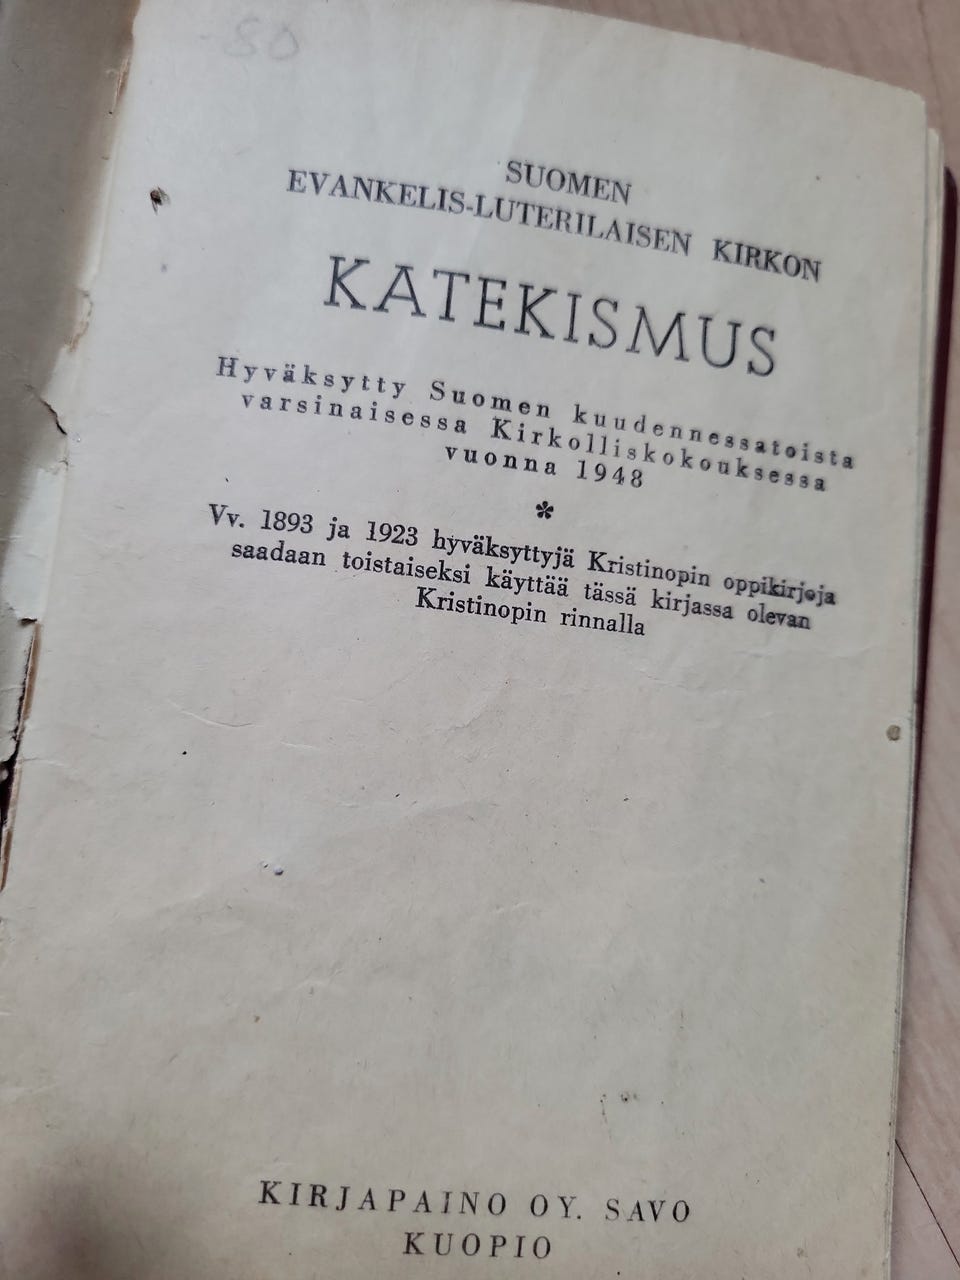 -80
SUOMEN
EVANKELIS-LUTERILAISEN KIRKON
KATEKISMUS
Hyväksytty Suomen kuudennessatoista
varsinaisessa Kirkolliskokouksessa
vuonna 1948
*
Vv. 1893 ja 1923 hyväksyttyjä Kristinopin oppikirjoja
saadaan toistaiseksi käyttää tässä kirjassa olevan
Kristinopin rinnalla
KIRJAPAINO OY. SAVO
KUOPIO